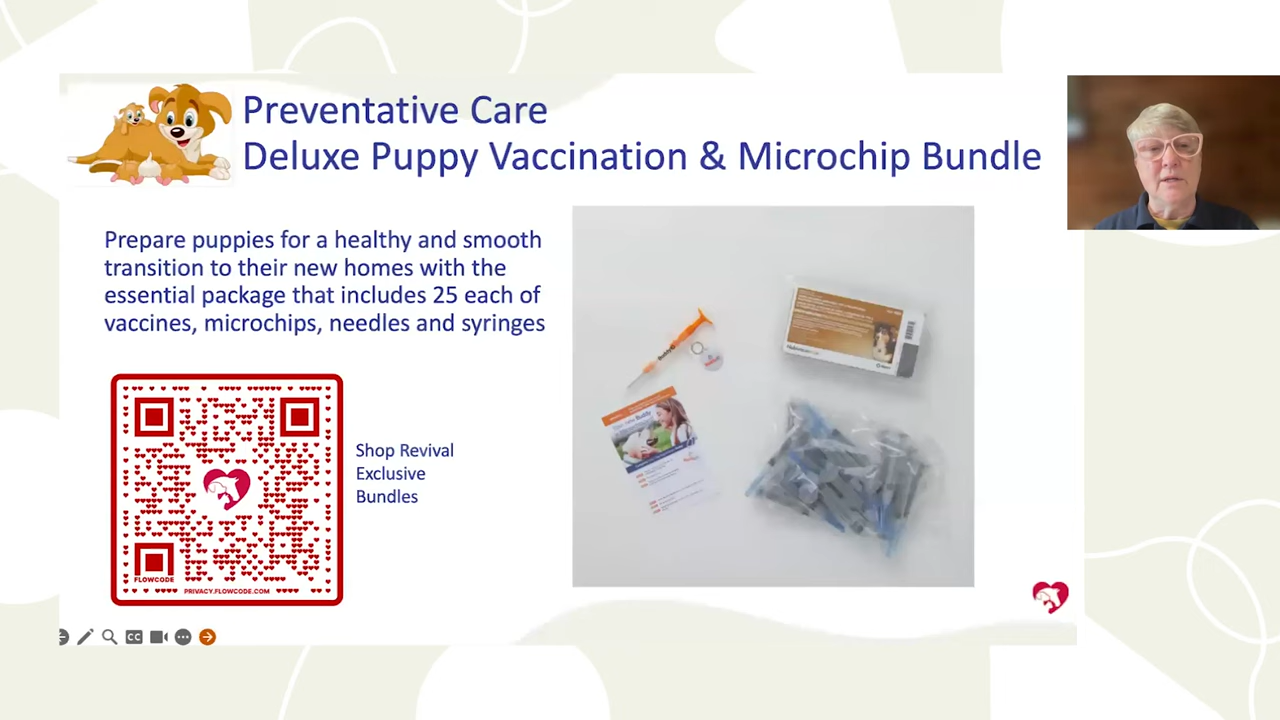 Preventative Care
Deluxe Puppy Vaccination & Microchip Bundle
Prepare puppies for a healthy and smooth
transition to their new homes with the
essential package that includes 25 each of
vaccines, microchips, needles and syringes
Shop Revival
Exclusive
Bundles
FLOWCODE
PRIVACY.FLOWCODE.COM
CC